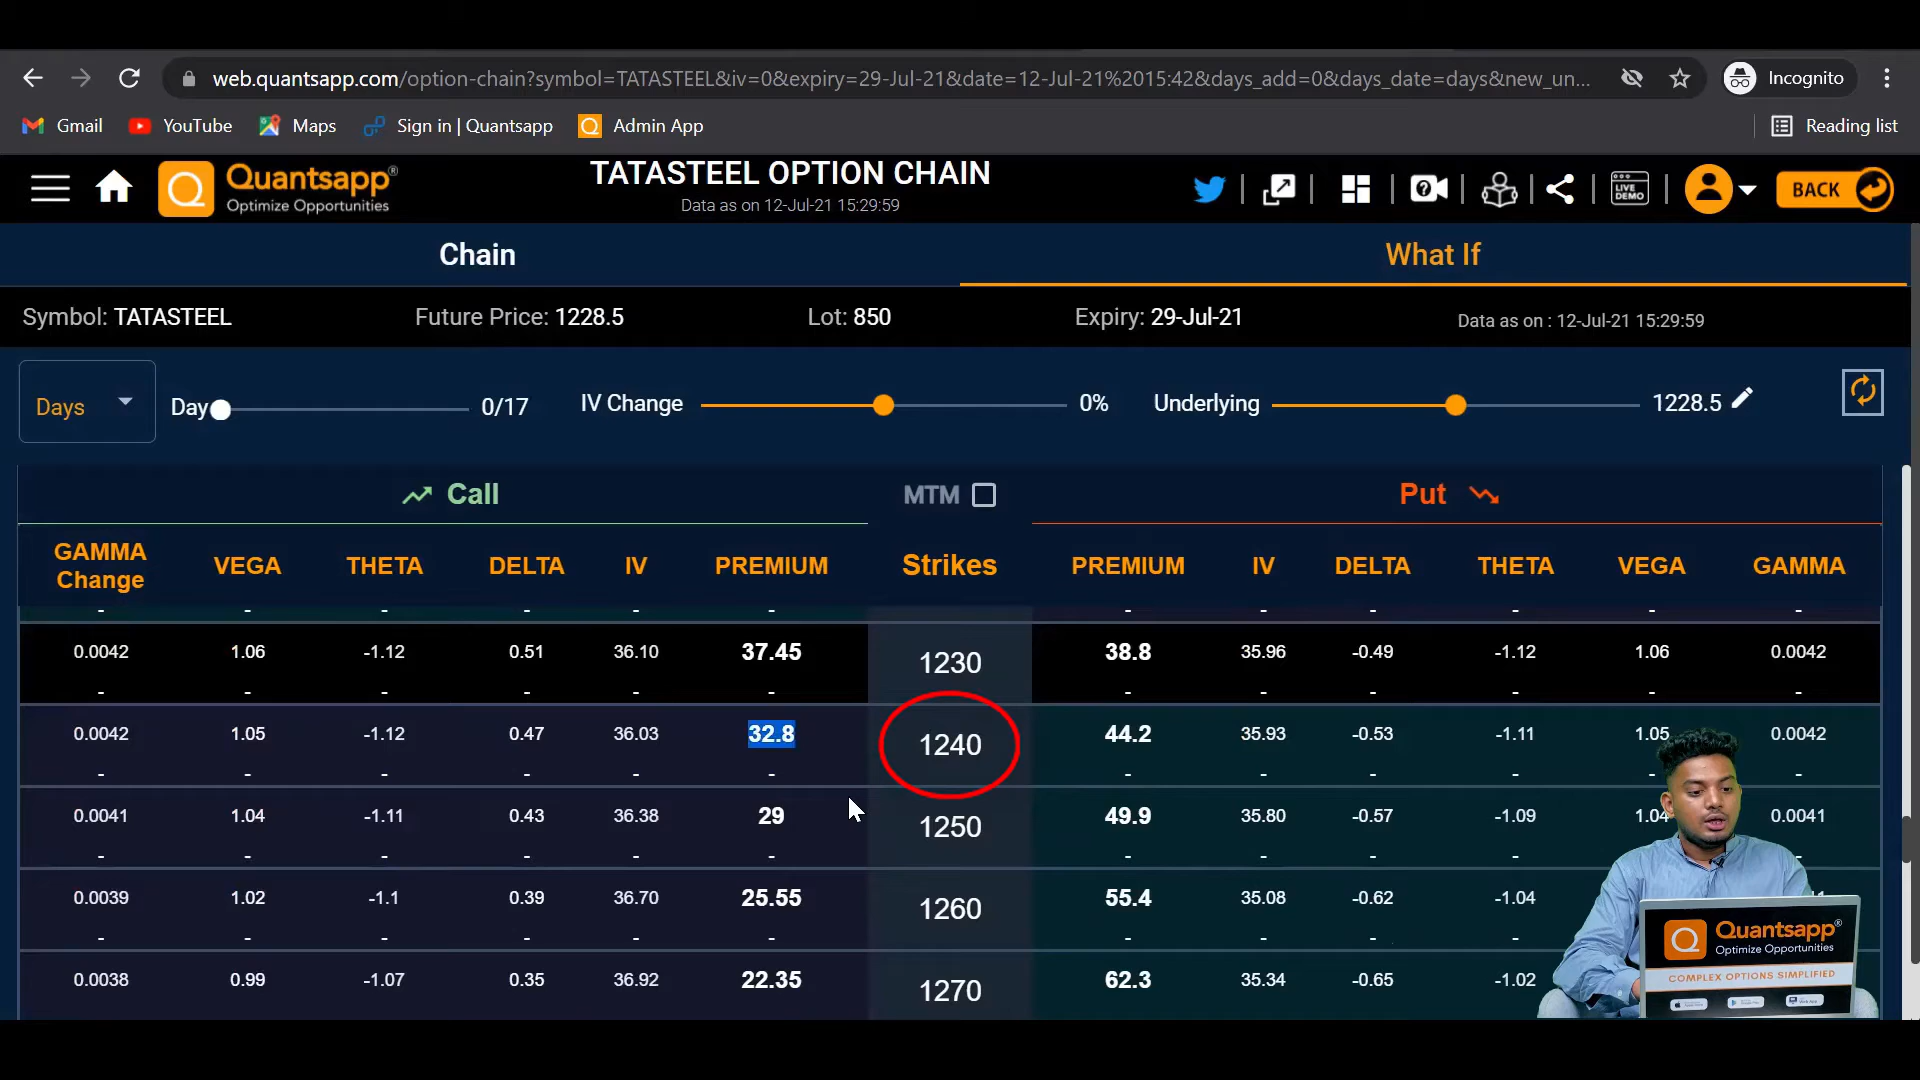 web.quantsapp.com/option-chain?symbol=TATASTEEL&iv=0&expiry=29-Jul-21&date=12-Jul-21%2015:42&days_add=0&days_date=days&new_un... Incognito
Gmail YouTube Maps Sign in | Quantsapp Admin App Reading list
Quantsapp®
Optimize Opportunities
TATASTEEL OPTION CHAIN
Data as on 12-Jul-21 15:29:59
LIVE DEMO
BACK
Chain What If
Symbol: TATASTEEL Future Price: 1228.5 Lot: 850 Expiry: 29-Jul-21 Data as on : 12-Jul-21 15:29:59
Days Day 0/17 IV Change 0% Underlying 1228.5
Call MTM Put
GAMMA Change VEGA THETA DELTA IV PREMIUM Strikes PREMIUM IV DELTA THETA VEGA GAMMA
- - - - - - - - - - - -
0.0042 1.06 -1.12 0.51 36.10 37.45 1230 38.8 35.96 -0.49 -1.12 1.06 0.0042
- - - - - - - - - - - -
0.0042 1.05 -1.12 0.47 36.03 32.8 1240 44.2 35.93 -0.53 -1.11 1.05 0.0042
- - - - - - - - - - - -
0.0041 1.04 -1.11 0.43 36.38 29 1250 49.9 35.80 -0.57 -1.09 1.04 0.0041
- - - - - - - - - - -
0.0039 1.02 -1.1 0.39 36.70 25.55 1260 55.4 35.08 -0.62 -1.04
- - - - - - - - - -
0.0038 0.99 -1.07 0.35 36.92 22.35 1270 62.3 35.34 -0.65 -1.02
Quantsapp®
Optimize Opportunities
COMPLEX OPTIONS SIMPLIFIED